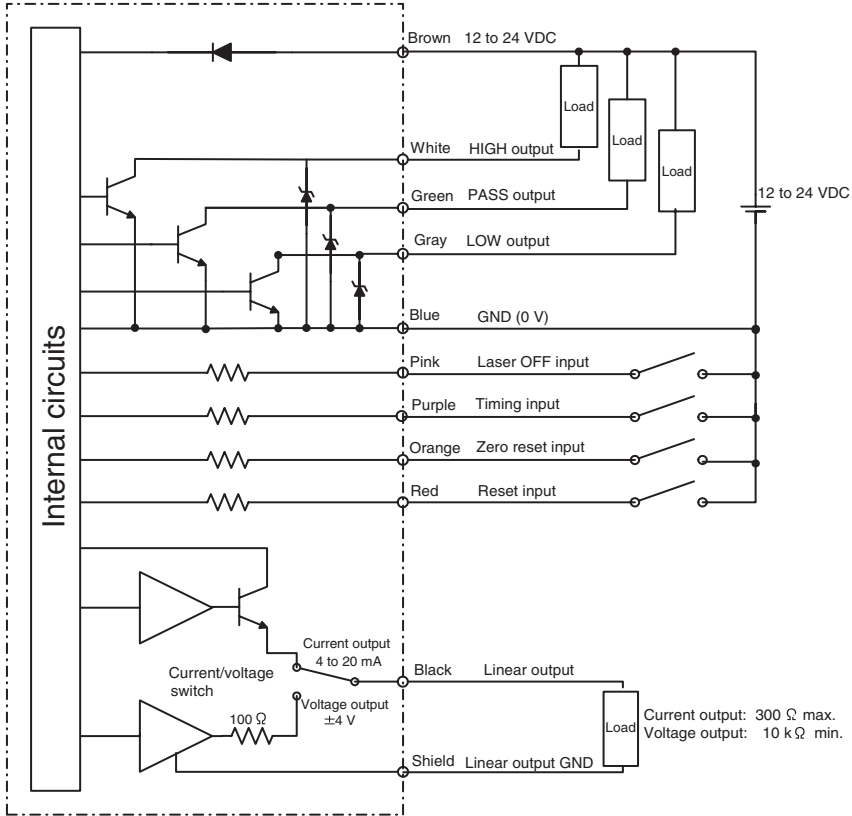 Internal circuits
Brown 12 to 24 VDC
Load
Load
Load
White HIGH output
Green PASS output
12 to 24 VDC
Gray LOW output
Blue GND (0 V)
Pink Laser OFF input
Purple Timing input
Orange Zero reset input
Red Reset input
Current output
4 to 20 mA
Current/voltage
switch
Black Linear output
Voltage output
±4 V
100 Ω
Load
Current output: 300 Ω max.
Voltage output: 10 kΩ min.
Shield Linear output GND